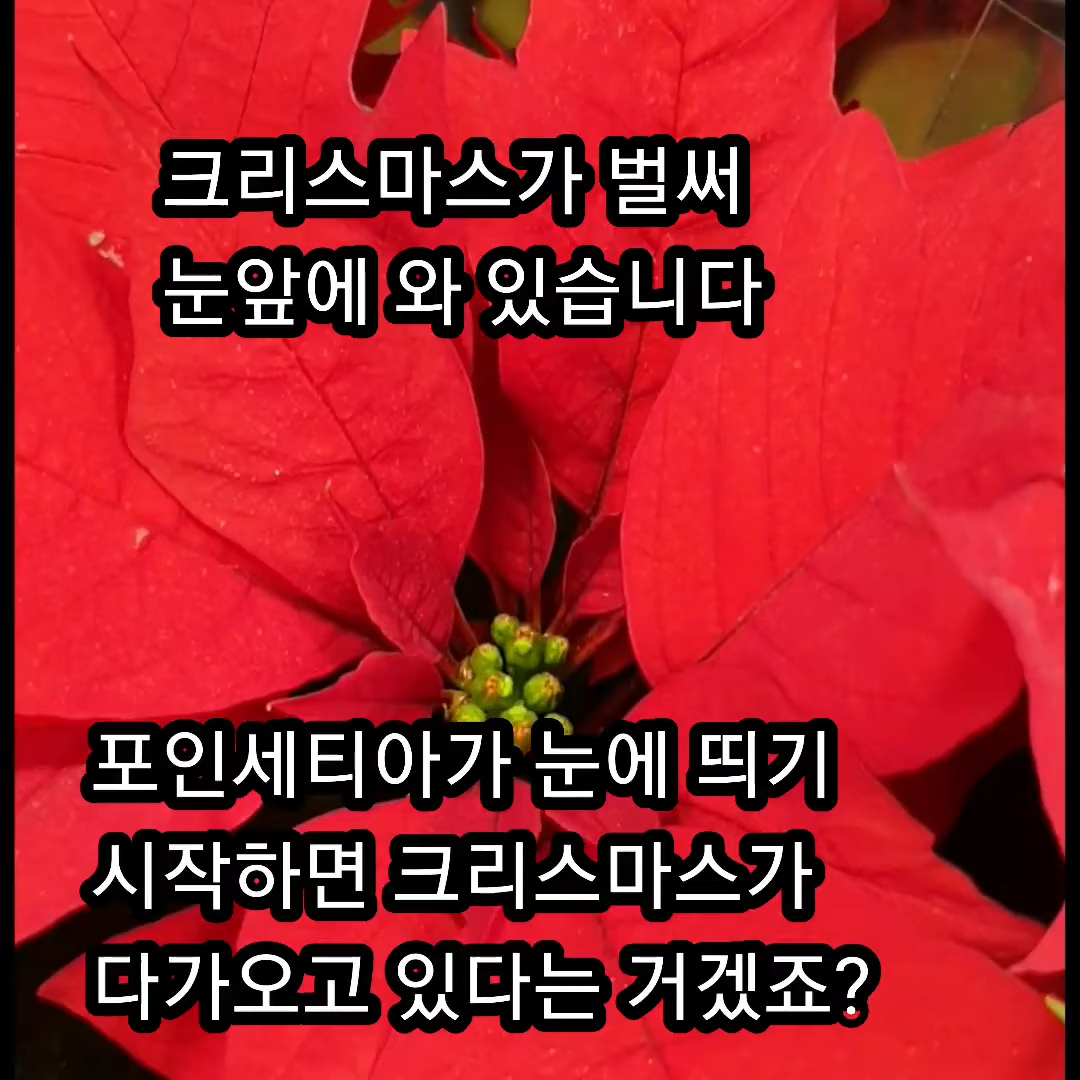 크리스마스가 벌써
눈앞에 와 있습니다
포인세티아가 눈에 띄기
시작하면 크리스마스가
다가오고 있다는 거겠죠?